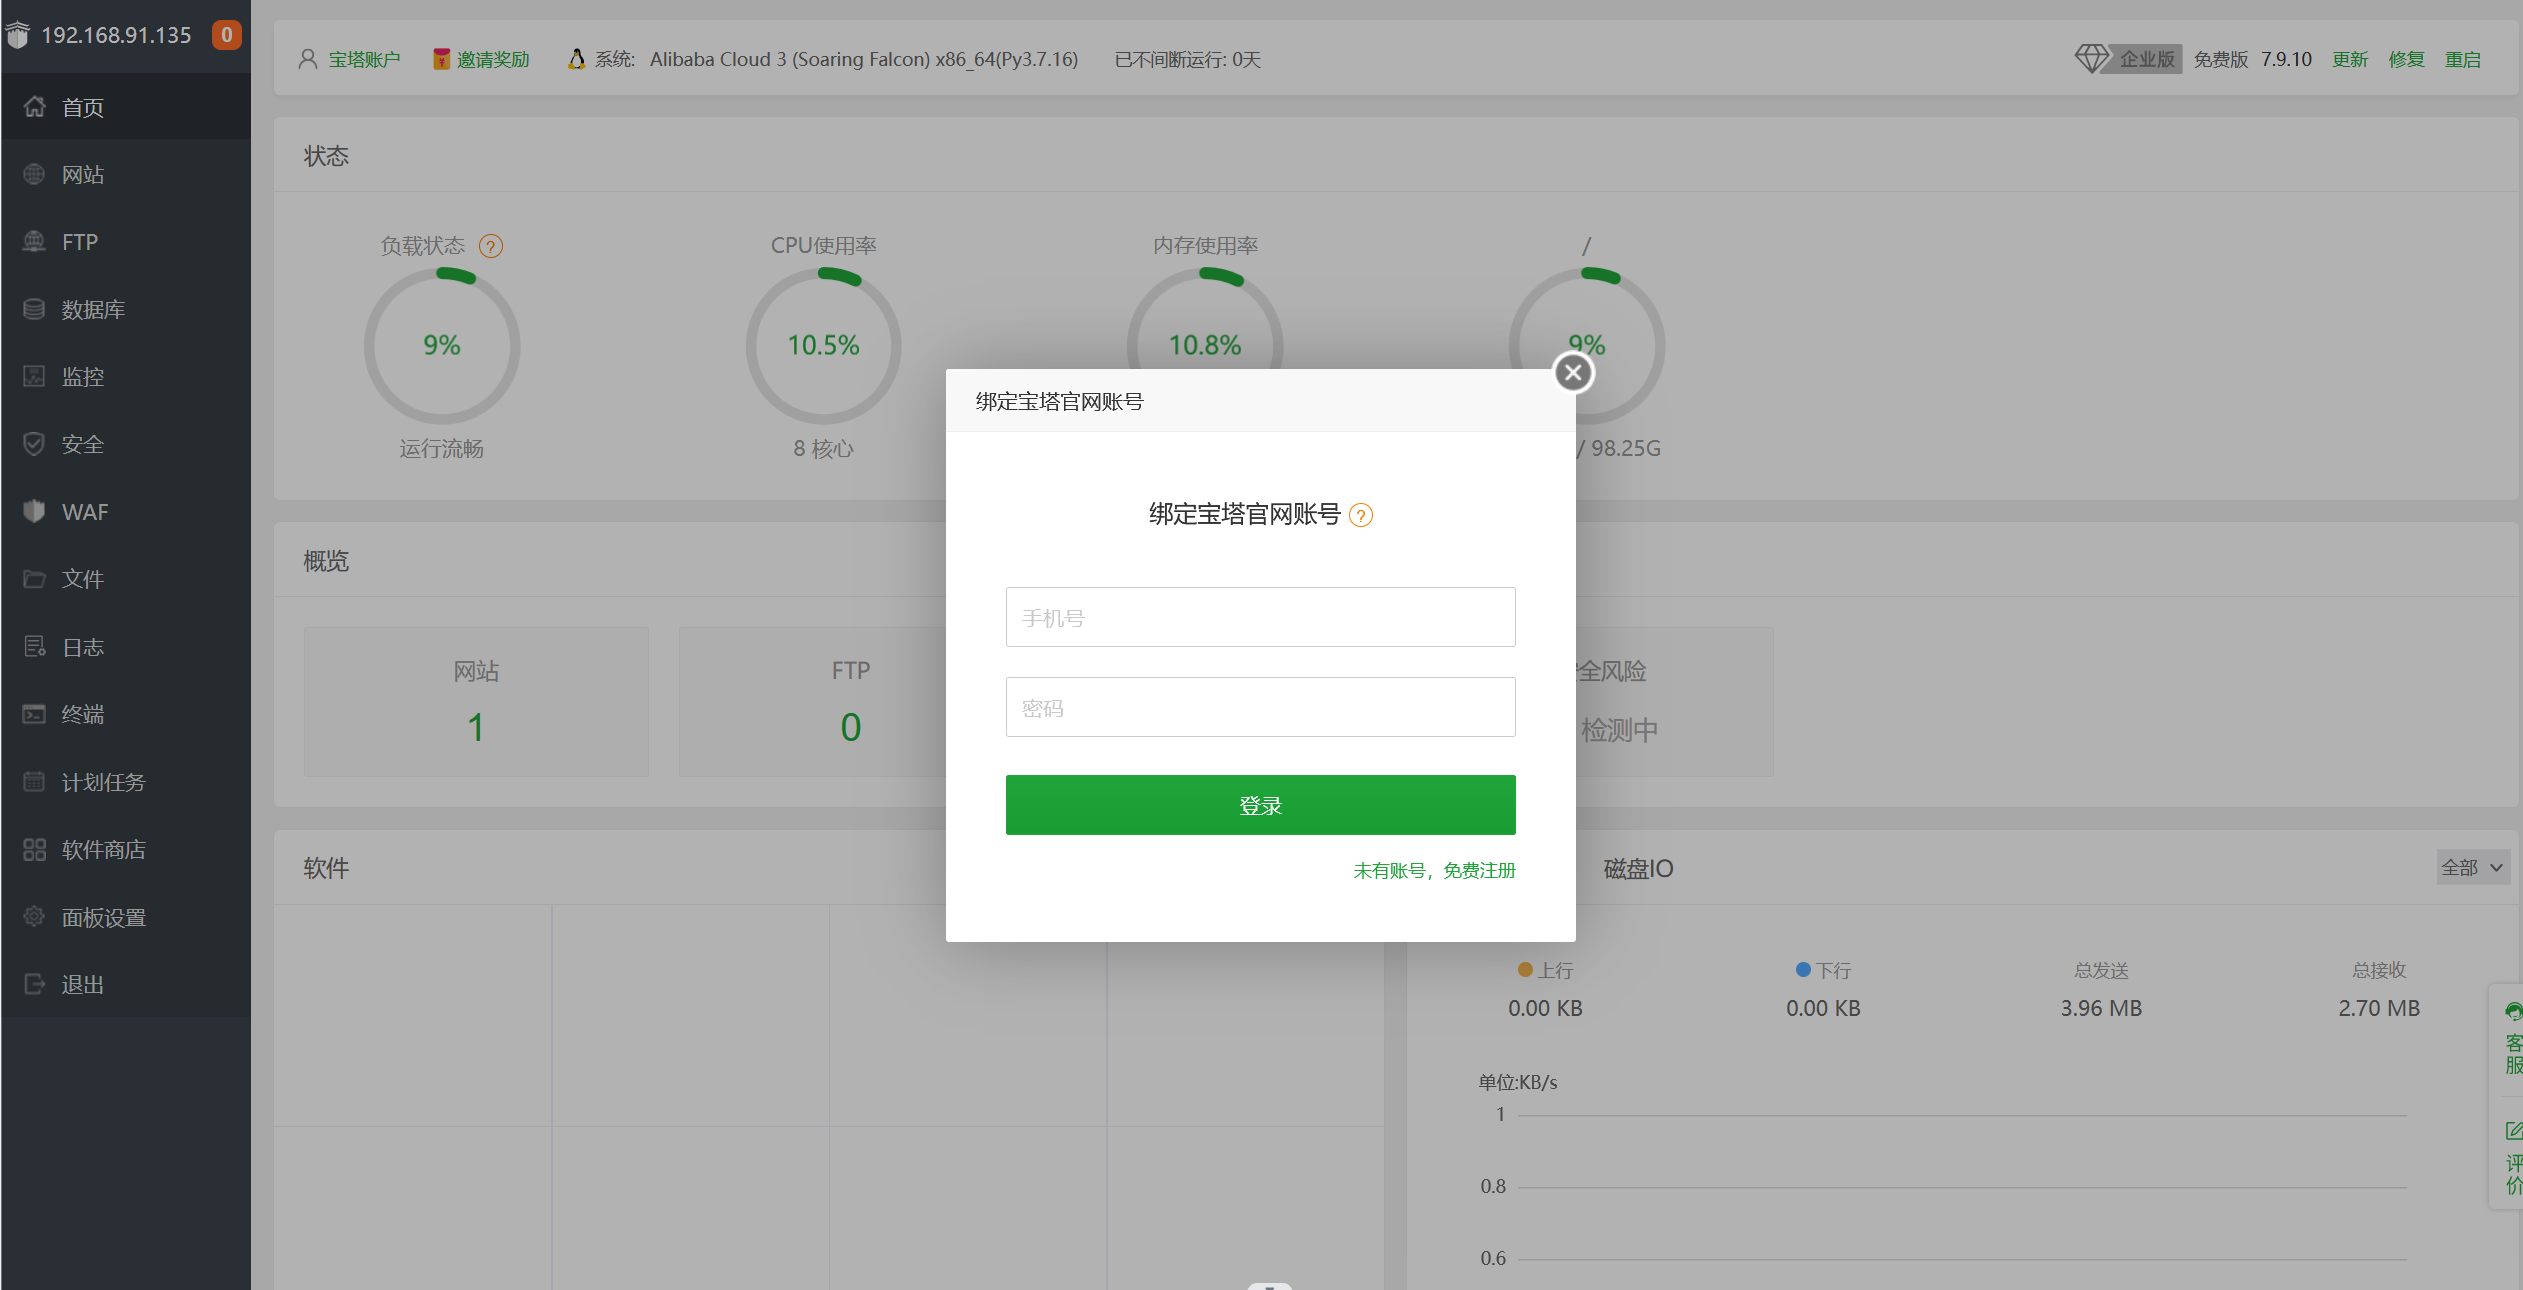 192.168.91.135 0
首页
网站
FTP
数据库
监控
安全
WAF
文件
日志
终端
计划任务
软件商店
面板设置
退出
宝塔账户 邀请奖励 系统: Alibaba Cloud 3 (Soaring Falcon) x86_64(Py3.7.16) 已不间断运行: 0天 企业版 免费版 7.9.10 更新 修复 重启
状态
负载状态 ? CPU使用率 内存使用率 /
9% 10.5% 10.8% 9%
运行流畅 8 核心 / 98.25G
绑定宝塔官网账号
绑定宝塔官网账号 ?
手机号
密码
登录
未有账号，免费注册
概览
网站 FTP 全风险
1 0 检测中
软件
磁盘IO 全部
上行 下行 总发送 总接收
0.00 KB 0.00 KB 3.96 MB 2.70 MB
单位:KB/s
1
0.8
0.6
客
服
评
价